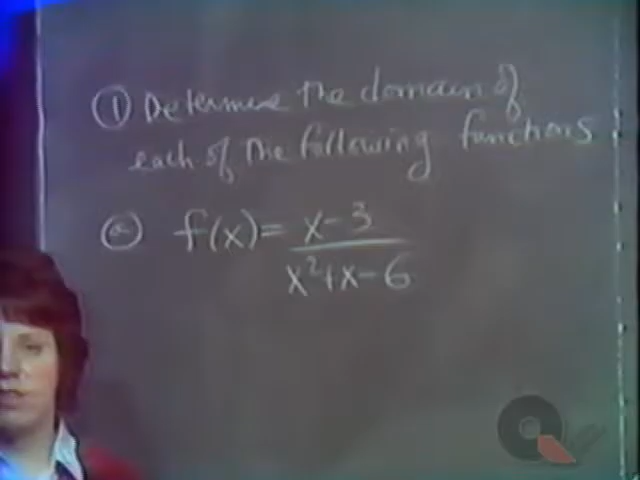 ① Determine the domain of
each of the following functions
ⓐ f(x) = x-3 / x²+x-6